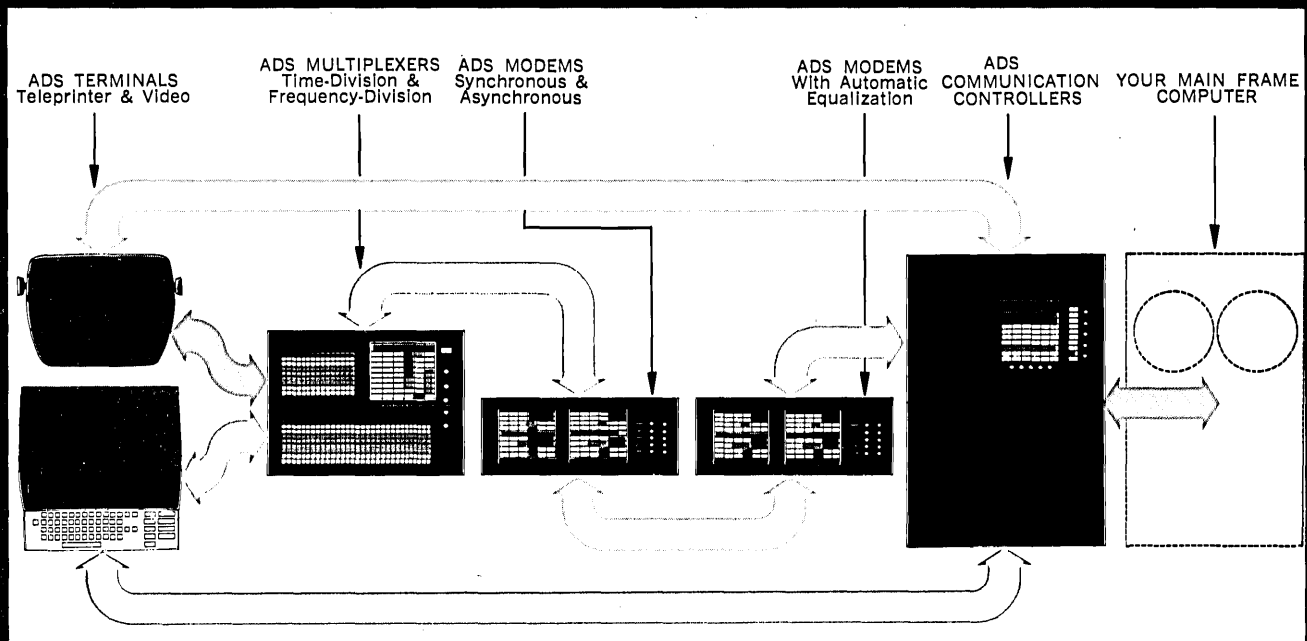 ADS TERMINALS
Teleprinter & Video
ADS MULTIPLEXERS
Time-Division &
Frequency-Division
ADS MODEMS
Synchronous &
Asynchronous
ADS MODEMS
With Automatic
Equalization
ADS
COMMUNICATION
CONTROLLERS
YOUR MAIN FRAME
COMPUTER